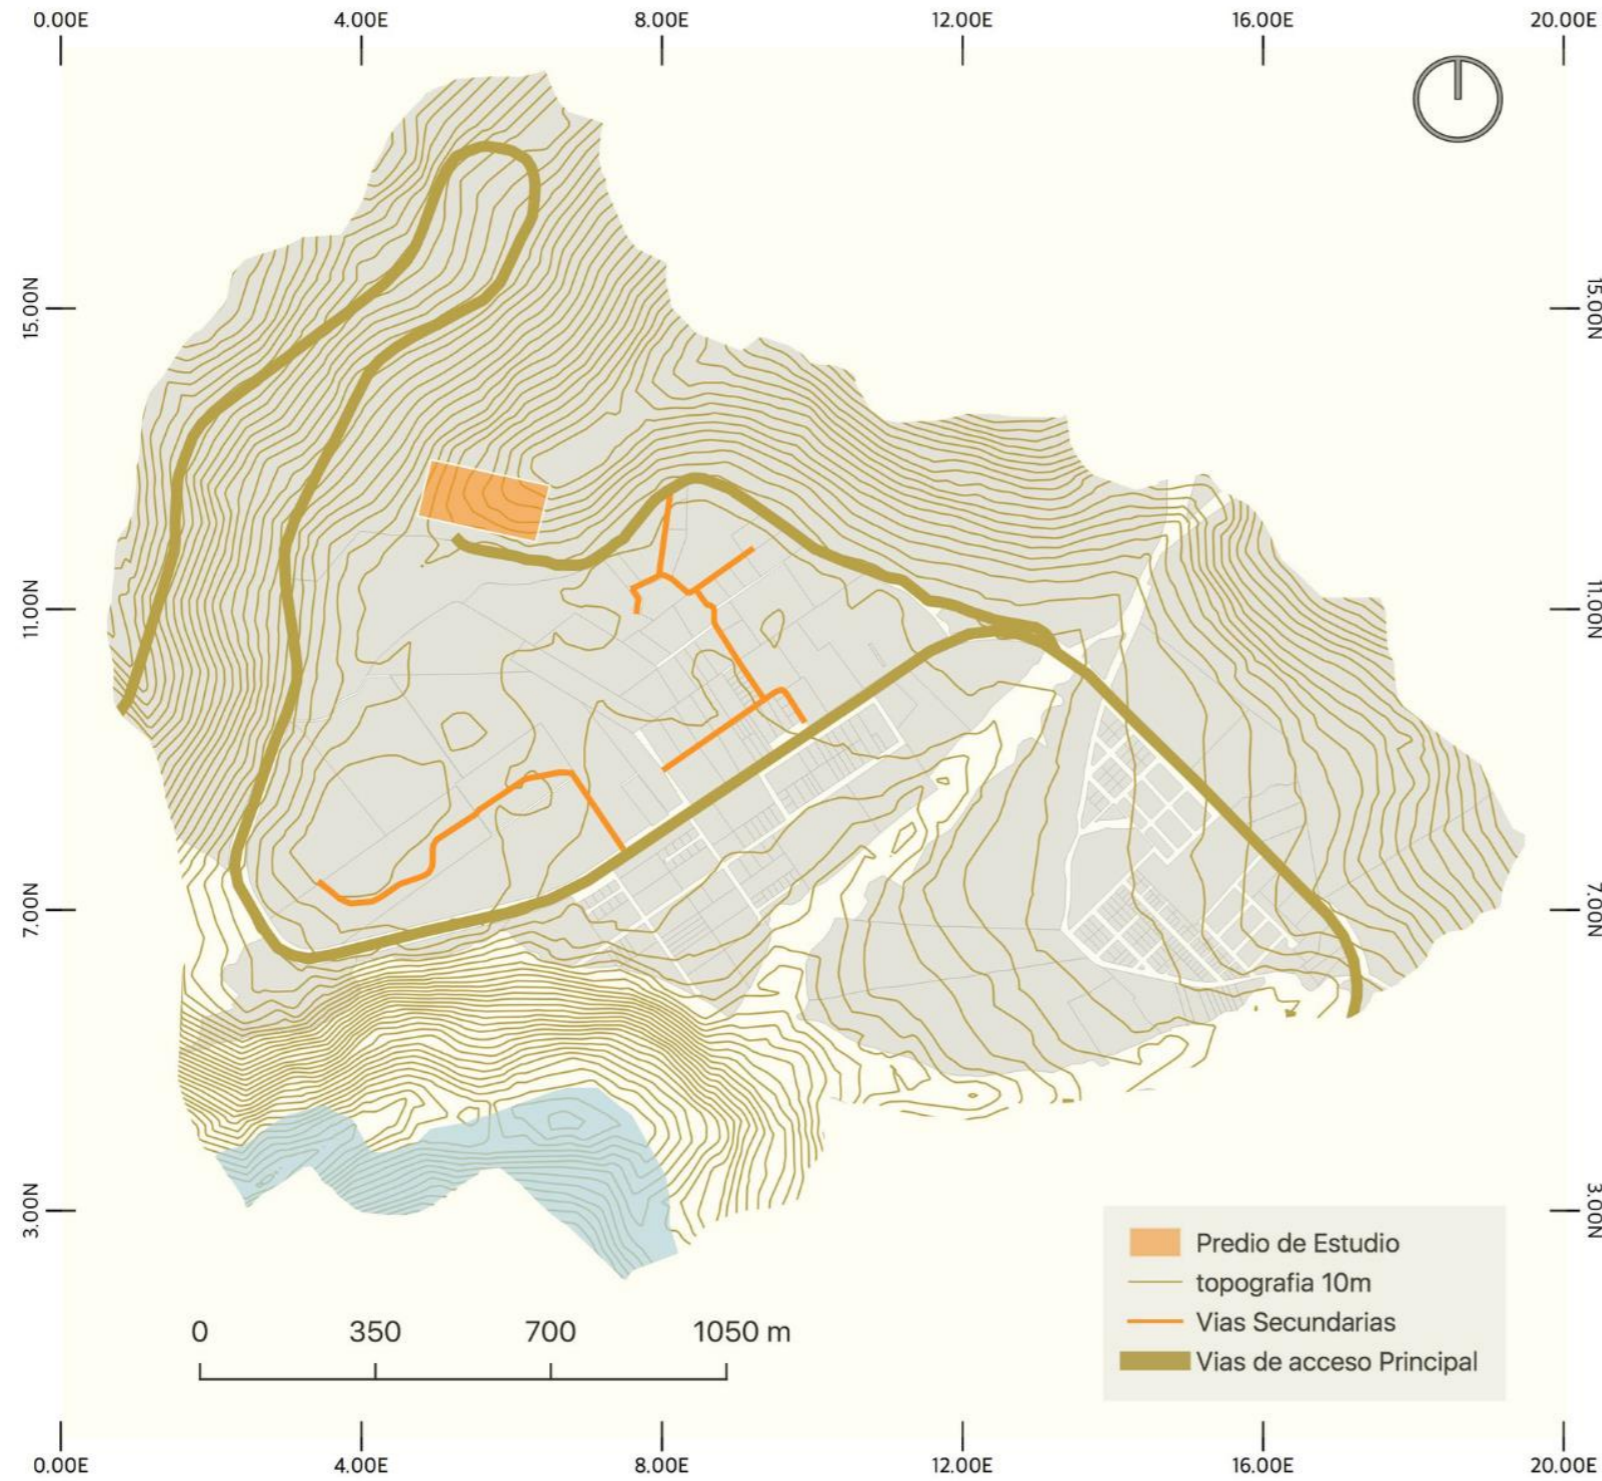 0.00E 4.00E 8.00E 12.00E 16.00E 20.00E
15.00N 15.00N
11.00N 11.00N
7.00N 7.00N
3.00N 3.00N
Predio de Estudio
topografia 10m
Vias Secundarias
Vias de acceso Principal
0 350 700 1050 m
0.00E 4.00E 8.00E 12.00E 16.00E 20.00E